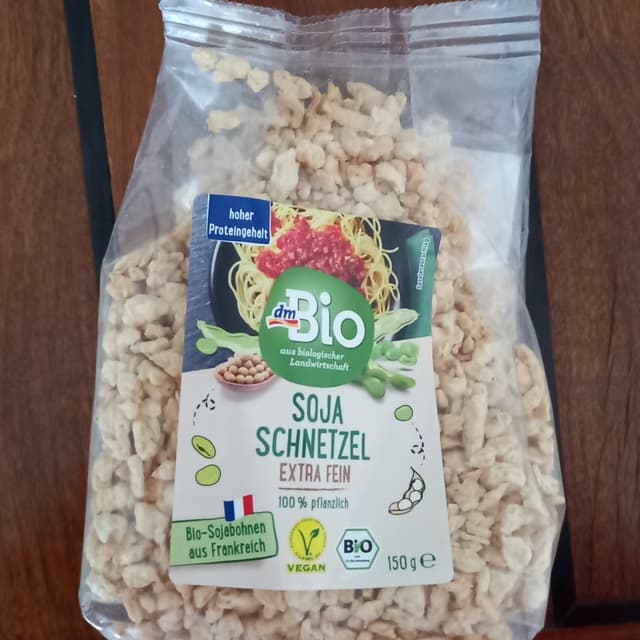 hoher
Proteingehalt
dm
Bio
aus biologischer
Landwirtschaft
SOJA
SCHNETZEL
EXTRA FEIN
100 % pflanzlich
Bio-Sojabohnen
aus Frankreich
VEGAN
BIO
150 g e